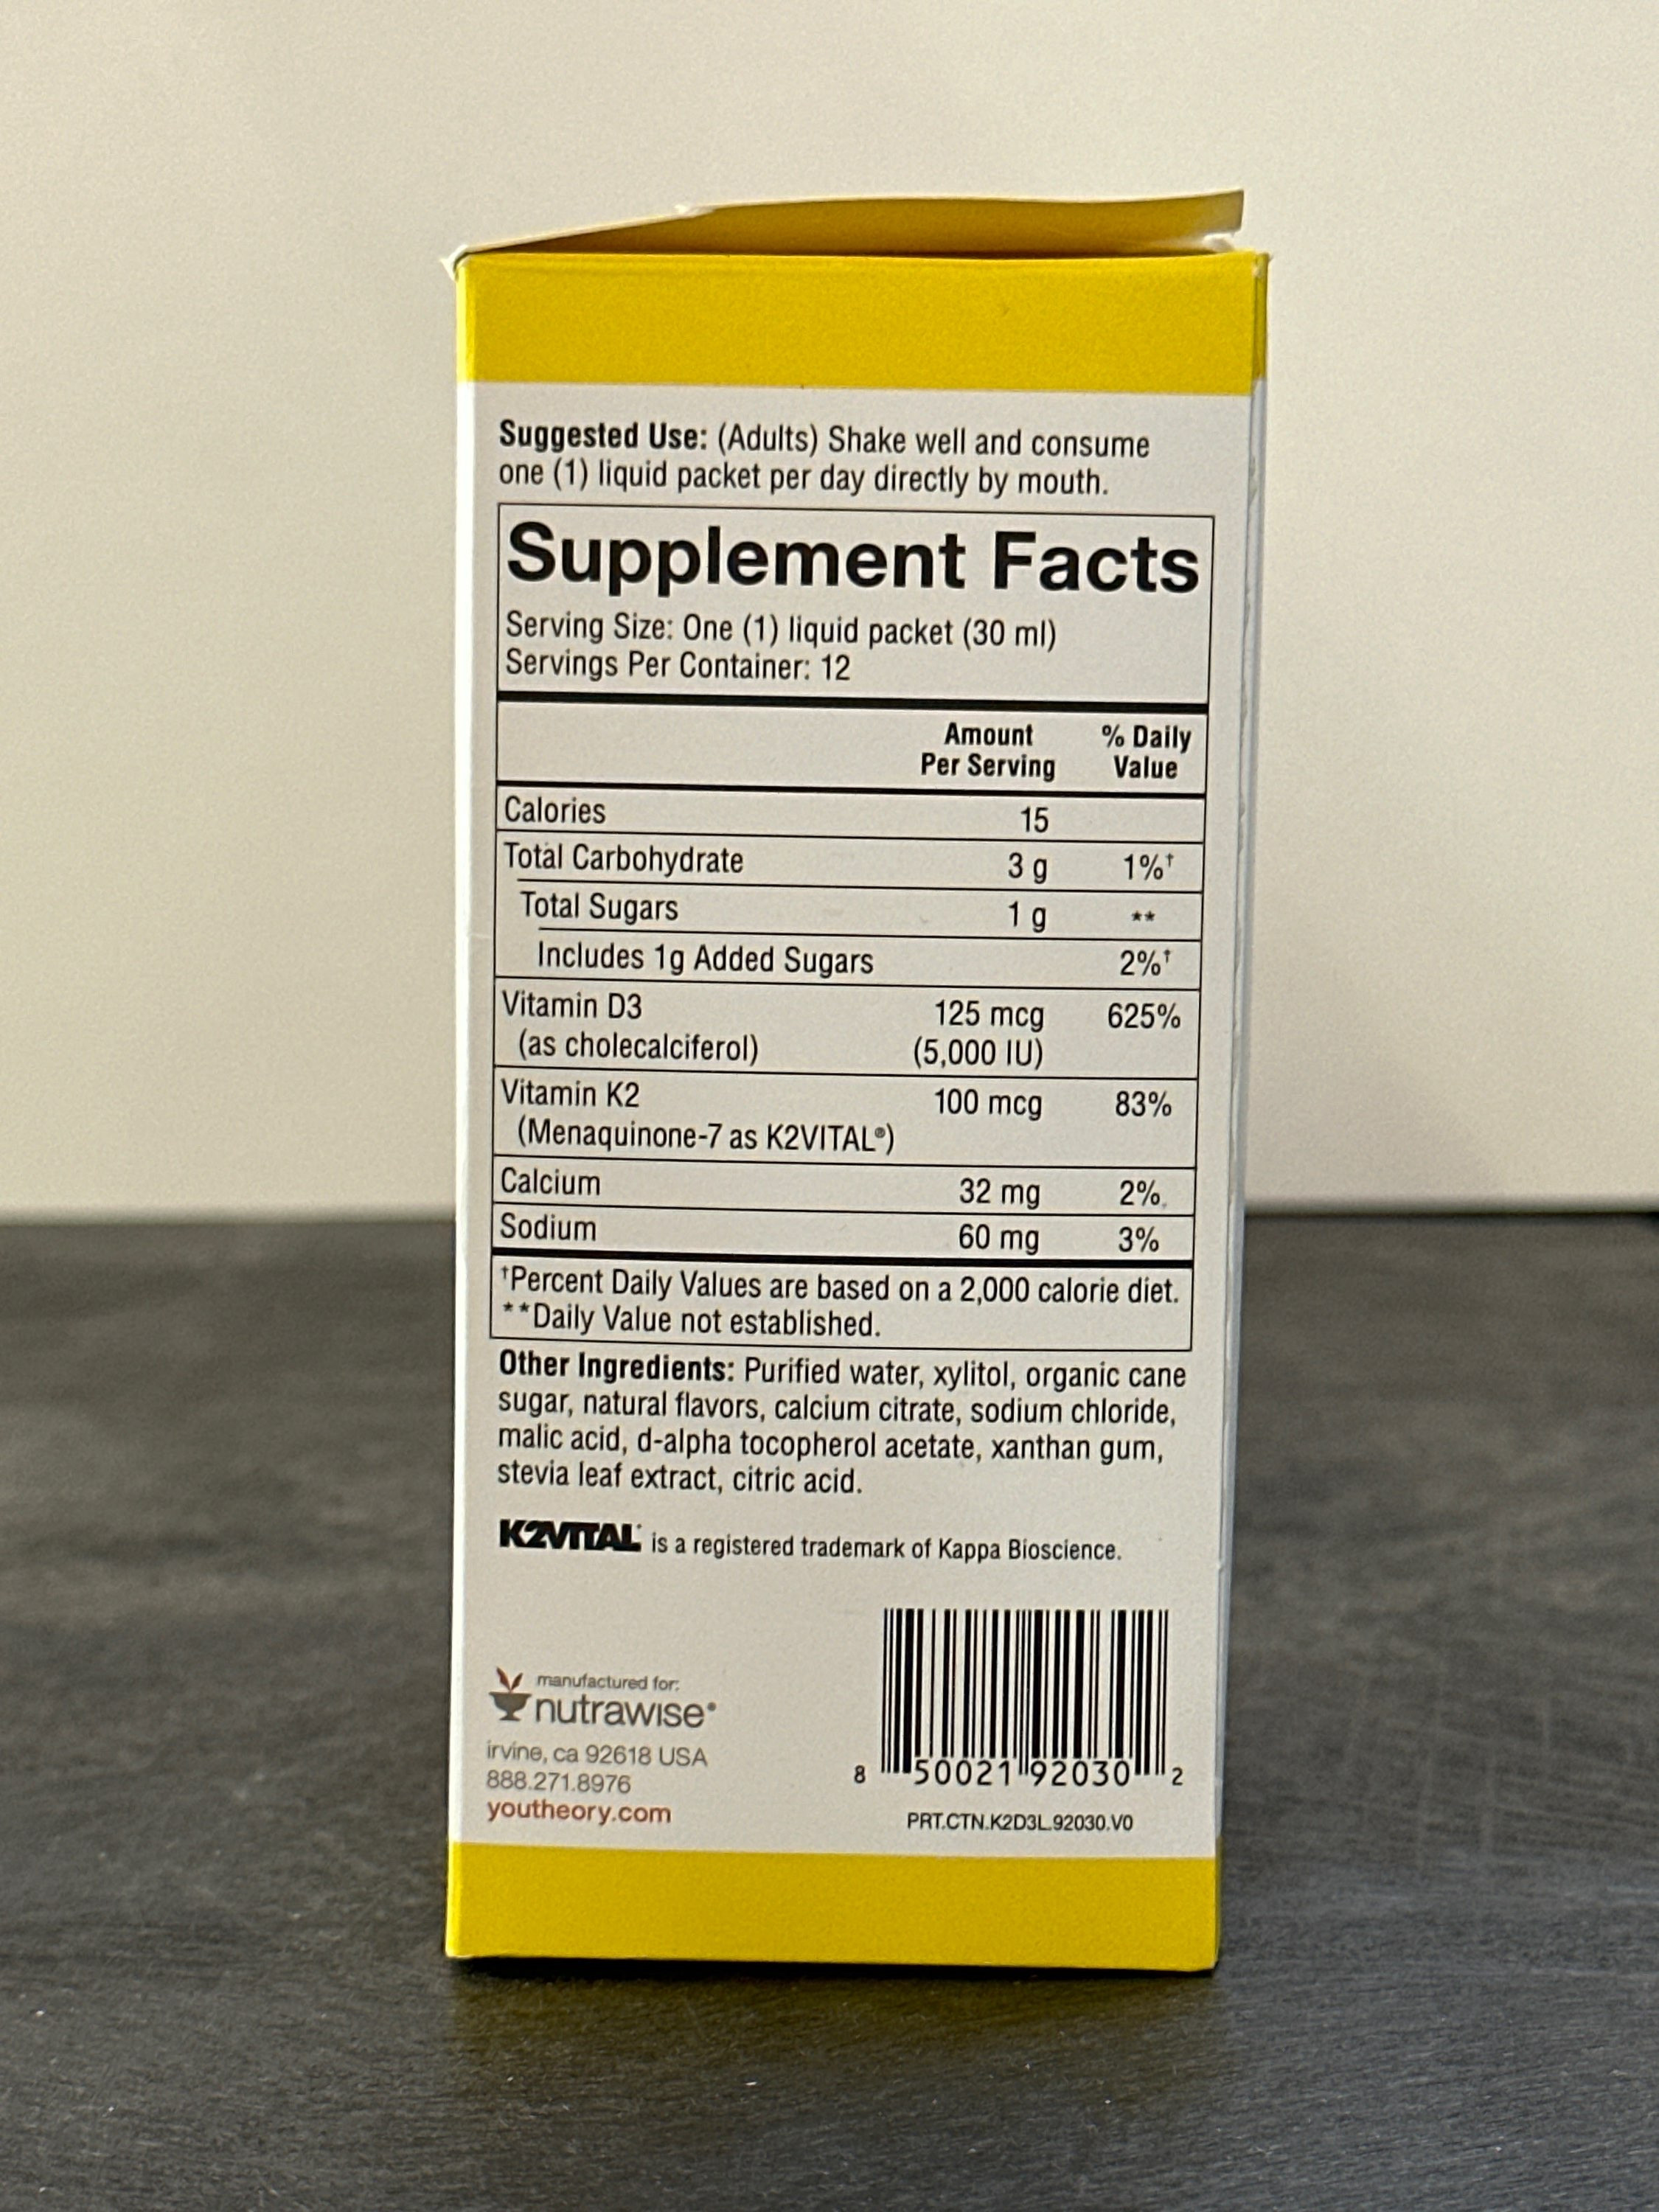 Suggested Use: (Adults) Shake well and consume
one (1) liquid packet per day directly by mouth.
Supplement Facts
Serving Size: One (1) liquid packet (30 ml)
Servings Per Container: 12
Amount Per Serving % Daily Value
Calories 15
Total Carbohydrate 3 g 1%†
Total Sugars 1 g **
Includes 1g Added Sugars 2%†
Vitamin D3 125 mcg 625%
(as cholecalciferol) (5,000 IU)
Vitamin K2 100 mcg 83%
(Menaquinone-7 as K2VITAL®)
Calcium 32 mg 2%
Sodium 60 mg 3%
†Percent Daily Values are based on a 2,000 calorie diet.
**Daily Value not established.
Other Ingredients: Purified water, xylitol, organic cane
sugar, natural flavors, calcium citrate, sodium chloride,
malic acid, d-alpha tocopherol acetate, xanthan gum,
stevia leaf extract, citric acid.
K2VITAL® is a registered trademark of Kappa Bioscience.
manufactured for:
nutrawise®
irvine, ca 92618 USA
888.271.8976
youtheory.com
8 50021 92030 2
PRT.CTN.K2D3L.92030.V0